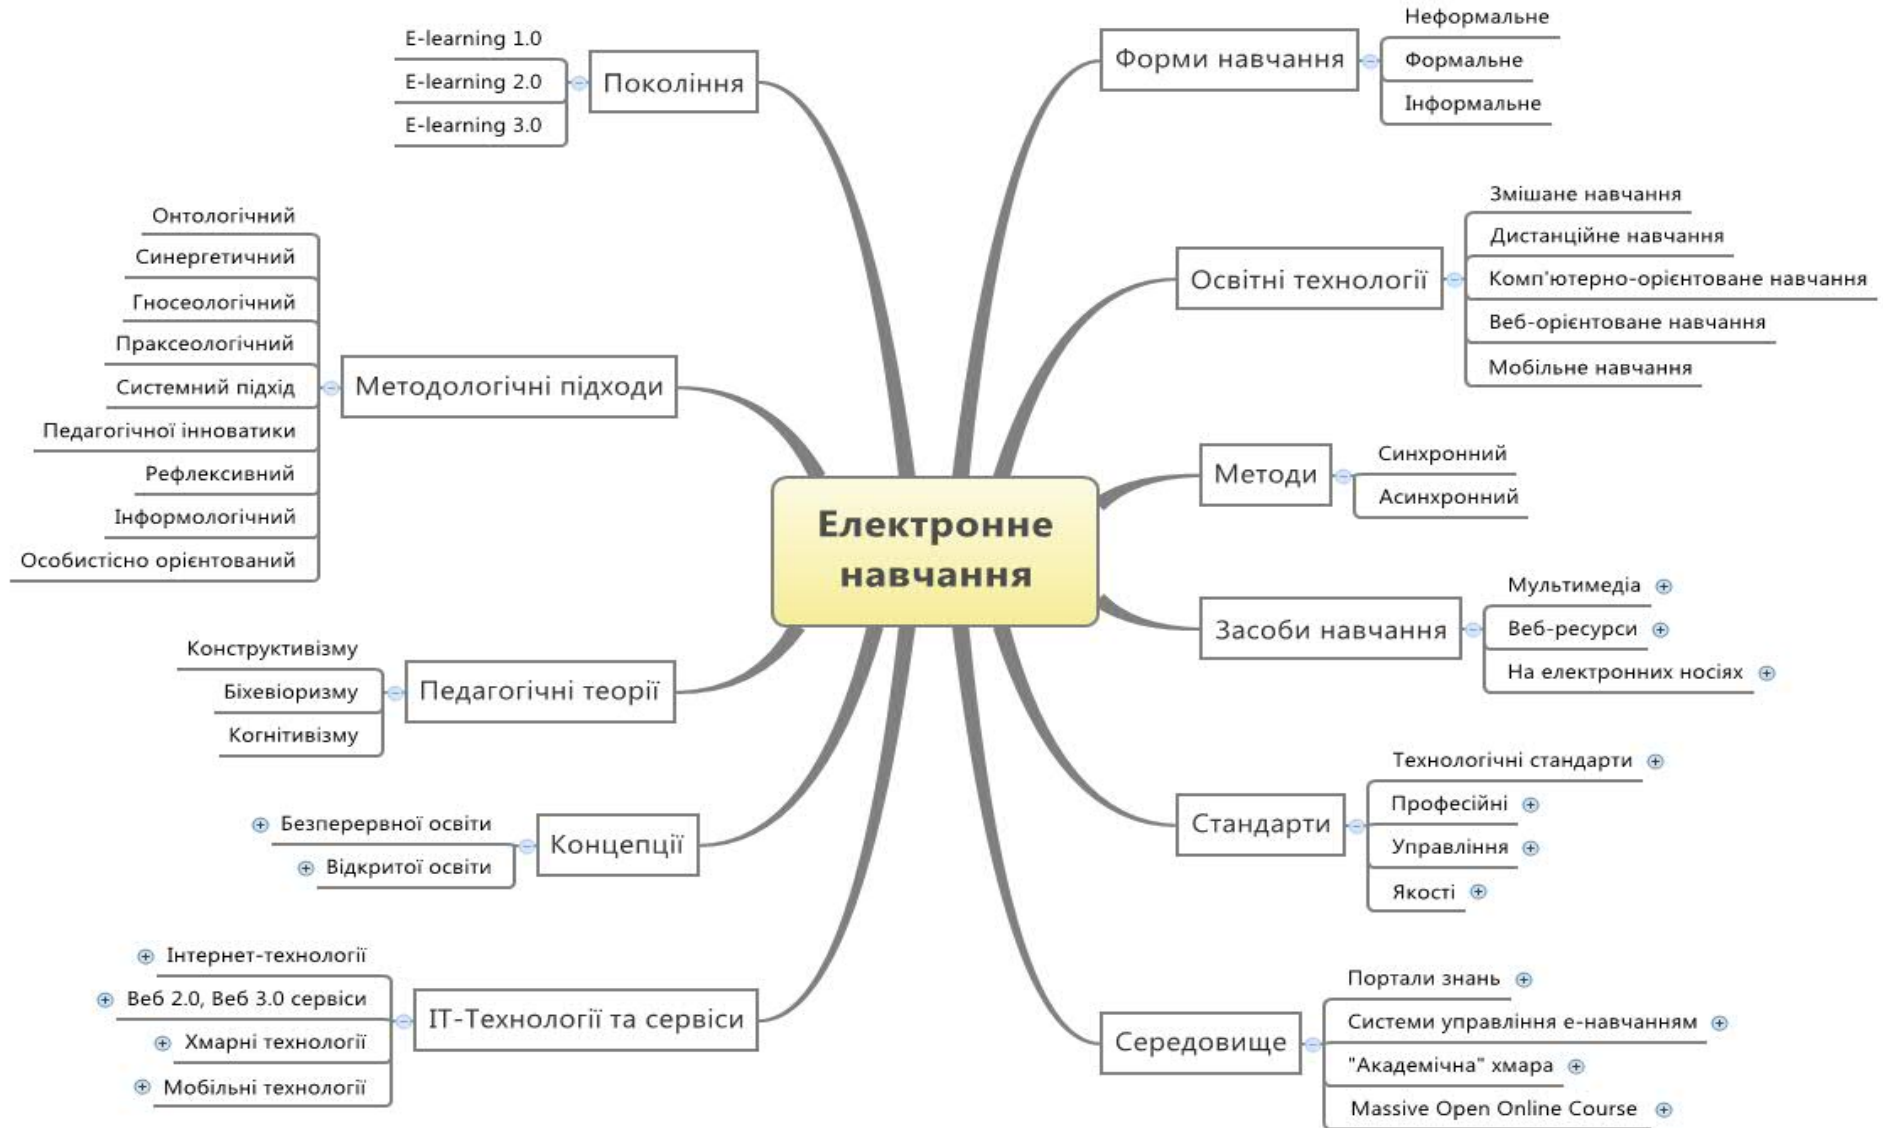 Електронне
навчання
Покоління
E-learning 1.0
E-learning 2.0
E-learning 3.0
Методологічні підходи
Онтологічний
Синергетичний
Гносеологічний
Праксеологічний
Системний підхід
Педагогічної інноватики
Рефлексивний
Інформологічний
Особистісно орієнтований
Педагогічні теорії
Конструктивізму
Біхевіоризму
Когнітивізму
Концепції
Безперервної освіти
Відкритої освіти
ІТ-Технології та сервіси
Інтернет-технології
Веб 2.0, Веб 3.0 сервіси
Хмарні технології
Мобільні технології
Форми навчання
Неформальне
Формальне
Інформальне
Освітні технології
Змішане навчання
Дистанційне навчання
Комп'ютерно-орієнтоване навчання
Веб-орієнтоване навчання
Мобільне навчання
Методи
Синхронний
Асинхронний
Засоби навчання
Мультимедіа
Веб-ресурси
На електронних носіях
Стандарти
Технологічні стандарти
Професійні
Управління
Якості
Середовище
Портали знань
Системи управління е-навчанням
"Академічна" хмара
Massive Open Online Course